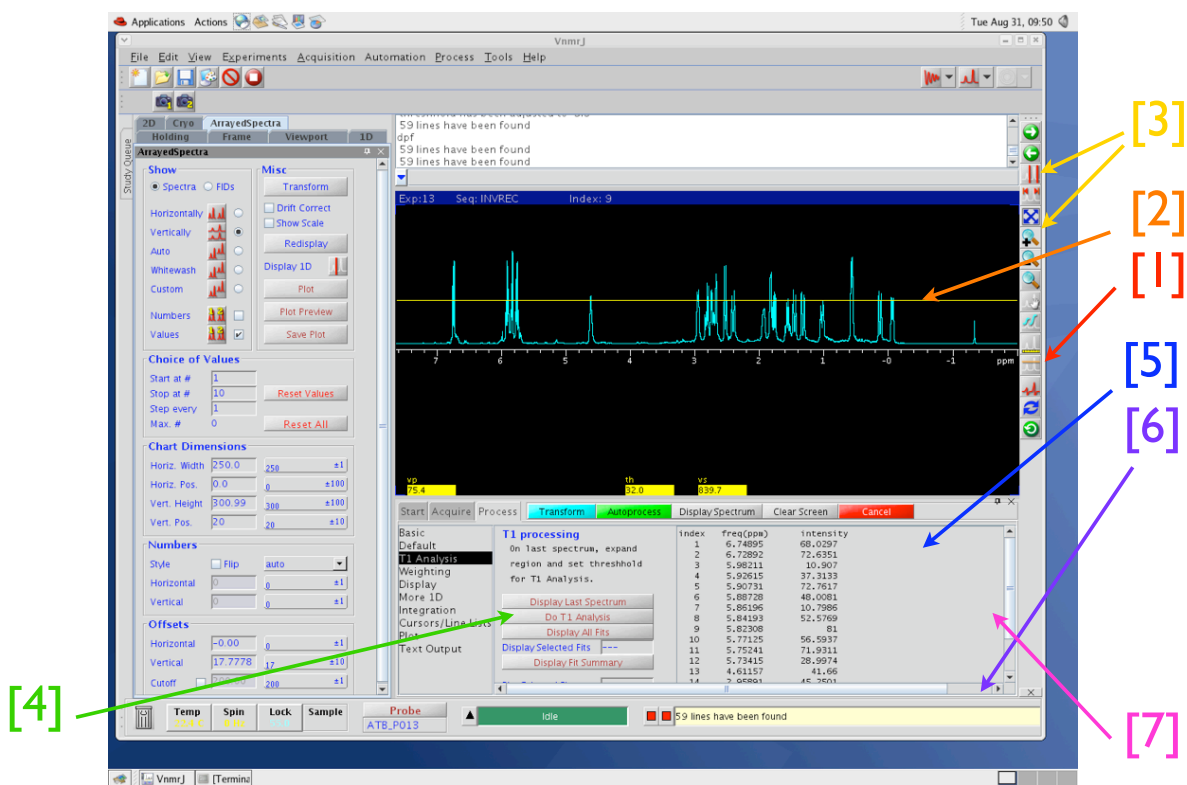 Applications Actions
Tue Aug 31, 09:50
VnmrJ
File Edit View Experiments Acquisition Automation Process Tools Help
Study Queue
2D Cryo ArrayedSpectra
Holding Frame Viewport 1D
ArrayedSpectra
Show
Spectra FIDs
Horizontally
Vertically
Auto
Whitewash
Custom
Numbers
Values
Misc
Transform
Drift Correct
Show Scale
Redisplay
Display 1D
Plot
Plot Preview
Save Plot
Choice of Values
Start at # 1
Stop at # 10 Reset Values
Step every 1
Max. # 0 Reset All
Chart Dimensions
Horiz. Width 250.0 250 ±1
Horiz. Pos. 0.0 0 ±100
Vert. Height 300.99 300 ±100
Vert. Pos. 20 20 ±10
Numbers
Style Flip auto
Horizontal 0 0 ±1
Vertical 0 0 ±1
Offsets
Horizontal -0.00 0 ±1
Vertical 17.7778 17 ±10
Cutoff 200 ±1
59 lines have been found
dpf
59 lines have been found
59 lines have been found
Exp:13 Seq: INVREC Index: 9
7 6 5 4 3 2 1 -0 -1 ppm
vp th vs
75.4 32.0 839.7
Start Acquire Process Transform Autoprocess Display Spectrum Clear Screen Cancel
Basic
Default
T1 Analysis
Weighting
Display
More 1D
Integration
Cursors/Line Lists
Plot
Text Output
T1 processing
On last spectrum, expand
region and set threshhold
for T1 Analysis.
Display Last Spectrum
Do T1 Analysis
Display All Fits
Display Selected Fits ---
Display Fit Summary
index freq(ppm) intensity
1 6.74895 68.0297
2 6.72892 72.6351
3 5.98211 10.907
4 5.92615 37.3133
5 5.90731 72.7617
6 5.88728 48.0081
7 5.86196 10.7986
8 5.84193 52.5769
9 5.82308 81
10 5.77125 56.5937
11 5.75241 71.9311
12 5.73415 28.9974
13 4.61157 41.66
14 2.95891 45.2501
Temp Spin Lock Sample
Probe
ATB_P013
Idle
59 lines have been found
VnmrJ [Termina
[3]
[2]
[1]
[5]
[6]
[4]
[7]